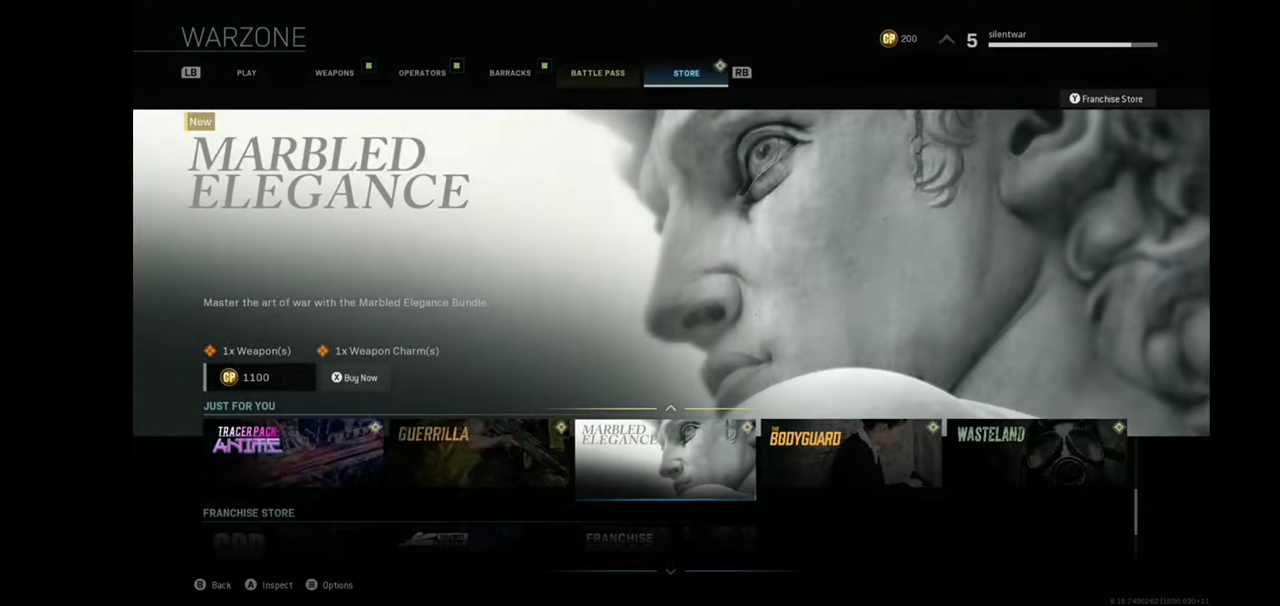 WARZONE
CP 200
5 silentwar
LB PLAY WEAPONS OPERATORS BARRACKS BATTLE PASS STORE RB
Y Franchise Store
New
MARBLED
ELEGANCE
Master the art of war with the Marbled Elegance Bundle
1x Weapon(s) 1x Weapon Charm(s)
CP 1100 X Buy Now
JUST FOR YOU
TRACER PACK:
ANIME
GUERRILLA
MARBLED
ELEGANCE
THE
BODYGUARD
WASTELAND
FRANCHISE STORE
FRANCHISE
B Back A Inspect Options